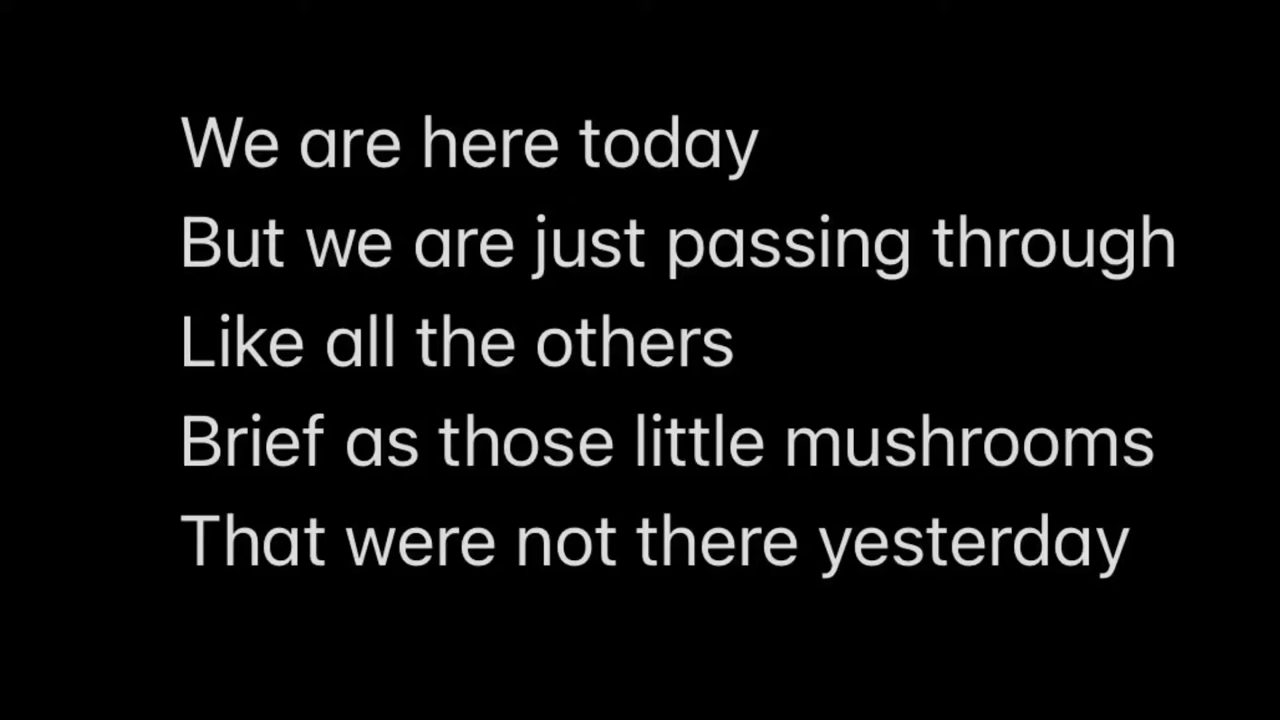 We are here today
But we are just passing through
Like all the others
Brief as those little mushrooms
That were not there yesterday